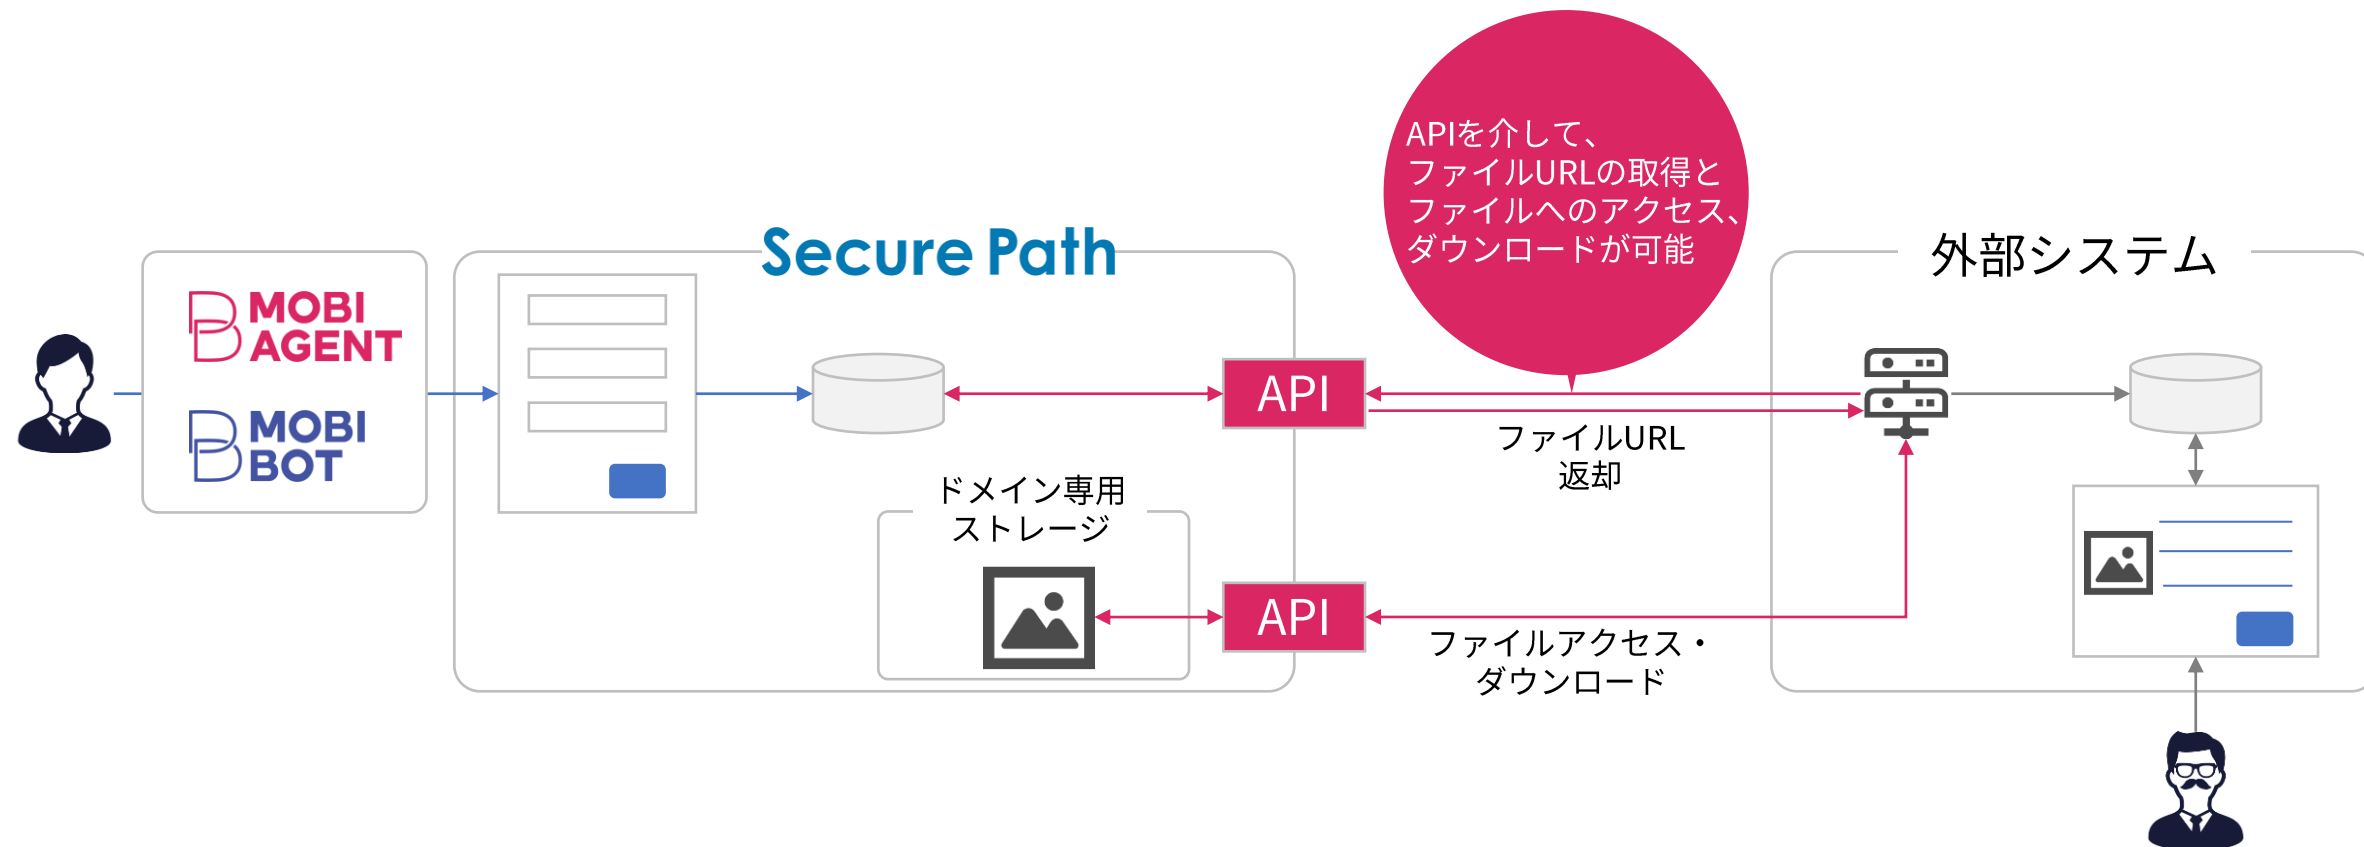 MOBI
AGENT
MOBI
BOT
Secure Path
ドメイン専用
ストレージ
API
API
APIを介して、
ファイルURLの取得と
ファイルへのアクセス、
ダウンロードが可能
ファイルURL
返却
ファイルアクセス・
ダウンロード
外部システム